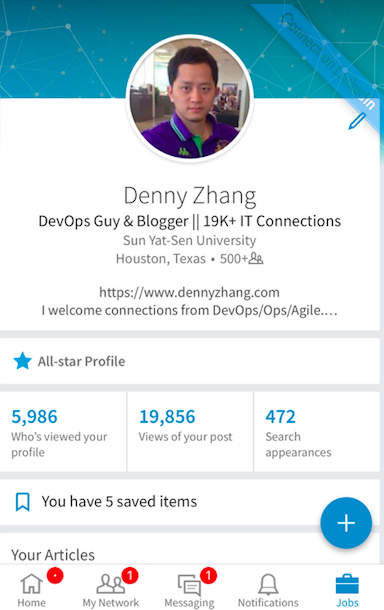 Connection
in
Denny Zhang
DevOps Guy & Blogger || 19K+ IT Connections
Sun Yat-Sen University
Houston, Texas • 500+
https://www.dennyzhang.com
I welcome connections from DevOps/Ops/Agile.…
All-star Profile
5,986
Who's viewed your
profile
19,856
Views of your post
472
Search
appearances
You have 5 saved items
+
Your Articles
1
1
Home
My Network
Messaging
Notifications
Jobs